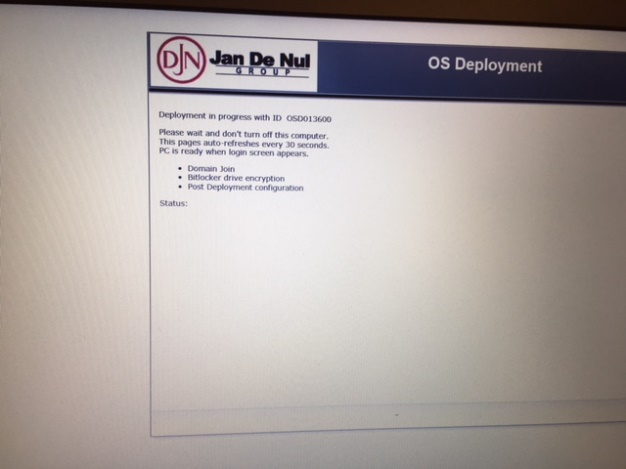 DJN Jan De Nul
GROUP
OS Deployment
Deployment in progress with ID OSD013600
Please wait and don't turn off this computer.
This pages auto-refreshes every 30 seconds.
PC is ready when login screen appears.
• Domain Join
• Bitlocker drive encryption
• Post Deployment configuration
Status: